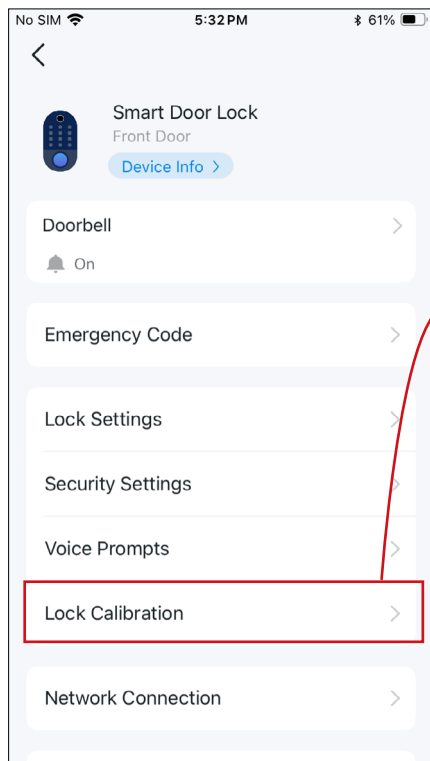 No SIM 5:32 PM 61%
Smart Door Lock
Front Door
Device Info >
Doorbell
On
Emergency Code
Lock Settings
Security Settings
Voice Prompts
Lock Calibration
Network Connection